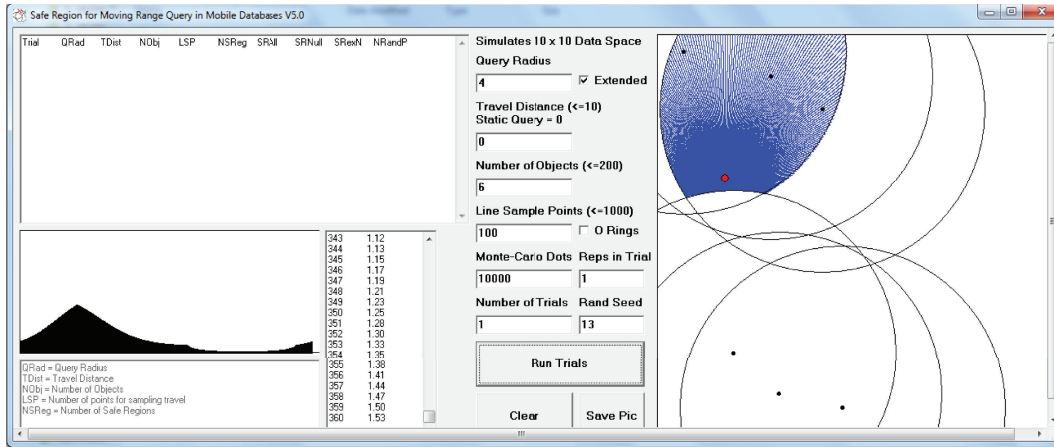 Safe Region for Moving Range Query in Mobile Databases V5.0
Trial QRad TDist NObj LSP NSReg SRAll SRNull SRexN NRandP
Simulates 10 x 10 Data Space
Query Radius
4 Extended
Travel Distance (<=10)
Static Query = 0
0
Number of Objects (<=200)
6
Line Sample Points (<=1000)
100 O Rings
Monte-Carlo Dots Reps in Trial
10000 1
Number of Trials Rand Seed
1 13
Run Trials
Clear Save Pic
343 1.12
344 1.13
345 1.15
346 1.17
347 1.19
348 1.21
349 1.23
350 1.25
351 1.28
352 1.30
353 1.33
354 1.35
355 1.38
356 1.41
357 1.44
358 1.47
359 1.50
360 1.53
QRad = Query Radius
TDist = Travel Distance
NObj = Number of Objects
LSP = Number of points for sampling travel
NSReg = Number of Safe Regions